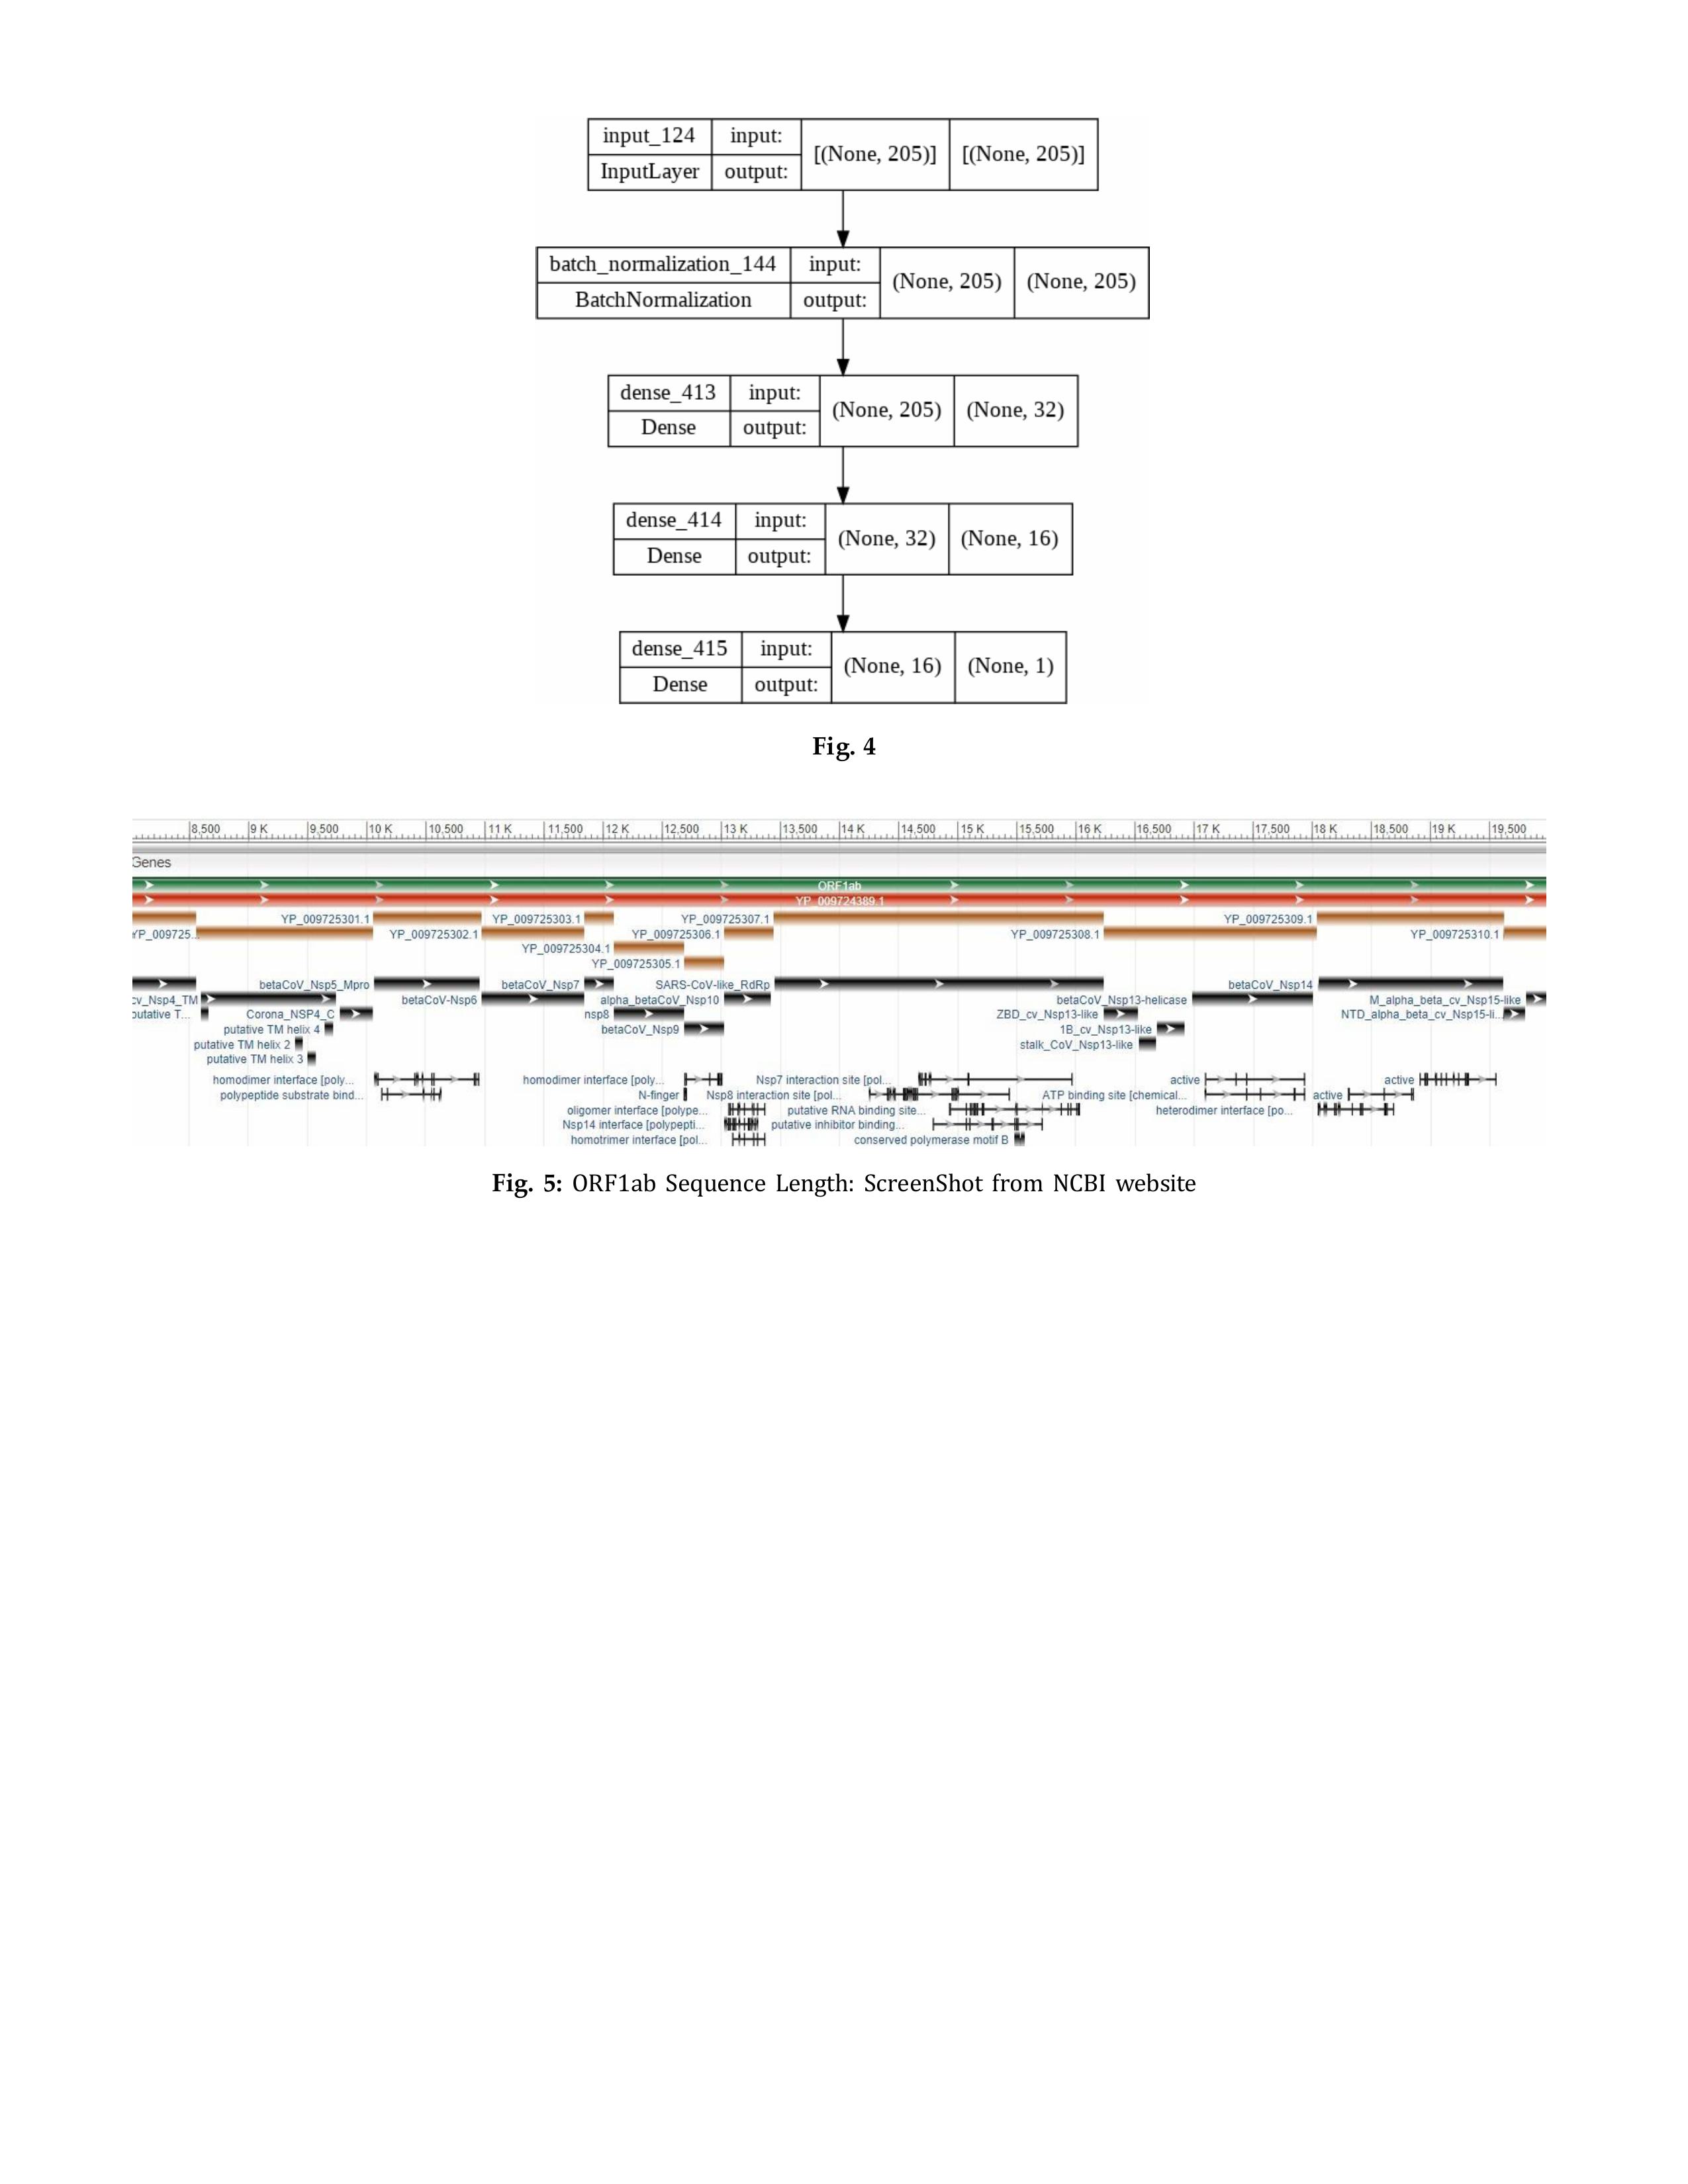 input_124 input: [(None, 205)] [(None, 205)]
InputLayer output:
batch_normalization_144 input: (None, 205) (None, 205)
BatchNormalization output:
dense_413 input: (None, 205) (None, 32)
Dense output:
dense_414 input: (None, 32) (None, 16)
Dense output:
dense_415 input: (None, 16) (None, 1)
Dense output:
Fig. 4
8,500 9 K 9,500 10 K 10,500 11 K 11,500 12 K 12,500 13 K 13,500 14 K 14,500 15 K 15,500 16 K 16,500 17 K 17,500 18 K 18,500 19 K 19,500
Genes
ORF1ab
YP_009724389.1
YP_009725301.1 YP_009725303.1 YP_009725307.1 YP_009725309.1
YP_009725... YP_009725302.1 YP_009725306.1 YP_009725308.1 YP_009725310.1
YP_009725304.1
YP_009725305.1
betaCoV_Nsp5_Mpro betaCoV_Nsp7 SARS-CoV-like_RdRp betaCoV_Nsp14
cv_Nsp4_TM betaCoV-Nsp6 alpha_betaCoV_Nsp10 betaCoV_Nsp13-helicase M_alpha_beta_cv_Nsp15-like
putative T... Corona_NSP4_C nsp8 ZBD_cv_Nsp13-like NTD_alpha_beta_cv_Nsp15-li...
putative TM helix 4 betaCoV_Nsp9 1B_cv_Nsp13-like
putative TM helix 2 stalk_CoV_Nsp13-like
putative TM helix 3
homodimer interface [poly... homodimer interface [poly... Nsp7 interaction site [pol... active active
polypeptide substrate bind... N-finger Nsp8 interaction site [pol... ATP binding site [chemical... active
oligomer interface [polype... putative RNA binding site... heterodimer interface [po...
Nsp14 interface [polypepti... putative inhibitor binding...
homotrimer interface [pol... conserved polymerase motif B
Fig. 5: ORF1ab Sequence Length: ScreenShot from NCBI website